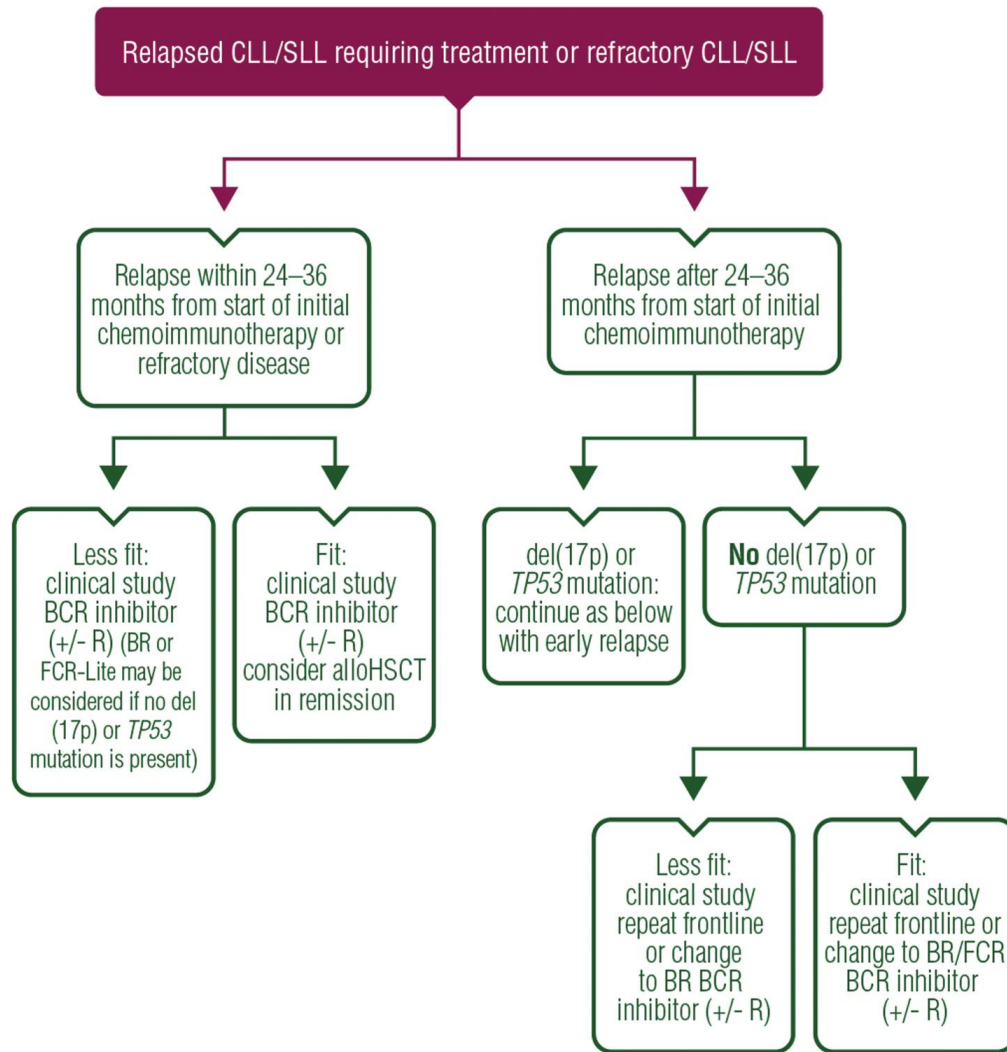 Relapsed CLL/SLL requiring treatment or refractory CLL/SLL
Relapse within 24–36
months from start of initial
chemoimmunotherapy or
refractory disease
Relapse after 24–36
months from start of initial
chemoimmunotherapy
Less fit:
clinical study
BCR inhibitor
(+/- R) (BR or
FCR-Lite may be
considered if no del
(17p) or TP53
mutation is present)
Fit:
clinical study
BCR inhibitor
(+/- R)
consider alloHSCT
in remission
del(17p) or
TP53 mutation:
continue as below
with early relapse
No del(17p) or
TP53 mutation
Less fit:
clinical study
repeat frontline
or change
to BR BCR
inhibitor (+/- R)
Fit:
clinical study
repeat frontline or
change to BR/FCR
BCR inhibitor
(+/- R)